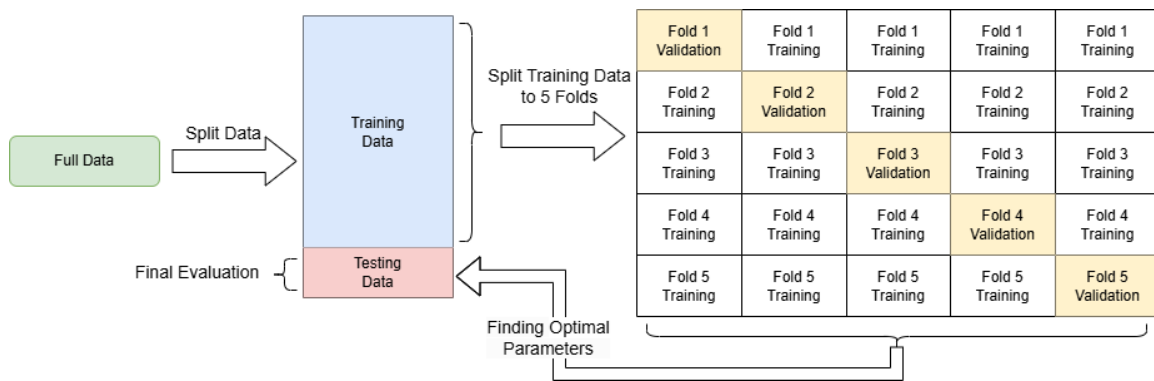 Full Data
Split Data
Training
Data
Testing
Data
Final Evaluation
Split Training Data
to 5 Folds
Fold 1
Validation
Fold 1
Training
Fold 1
Training
Fold 1
Training
Fold 1
Training
Fold 2
Training
Fold 2
Validation
Fold 2
Training
Fold 2
Training
Fold 2
Training
Fold 3
Training
Fold 3
Training
Fold 3
Validation
Fold 3
Training
Fold 3
Training
Fold 4
Training
Fold 4
Training
Fold 4
Training
Fold 4
Validation
Fold 4
Training
Fold 5
Training
Fold 5
Training
Fold 5
Training
Fold 5
Training
Fold 5
Validation
Finding Optimal
Parameters